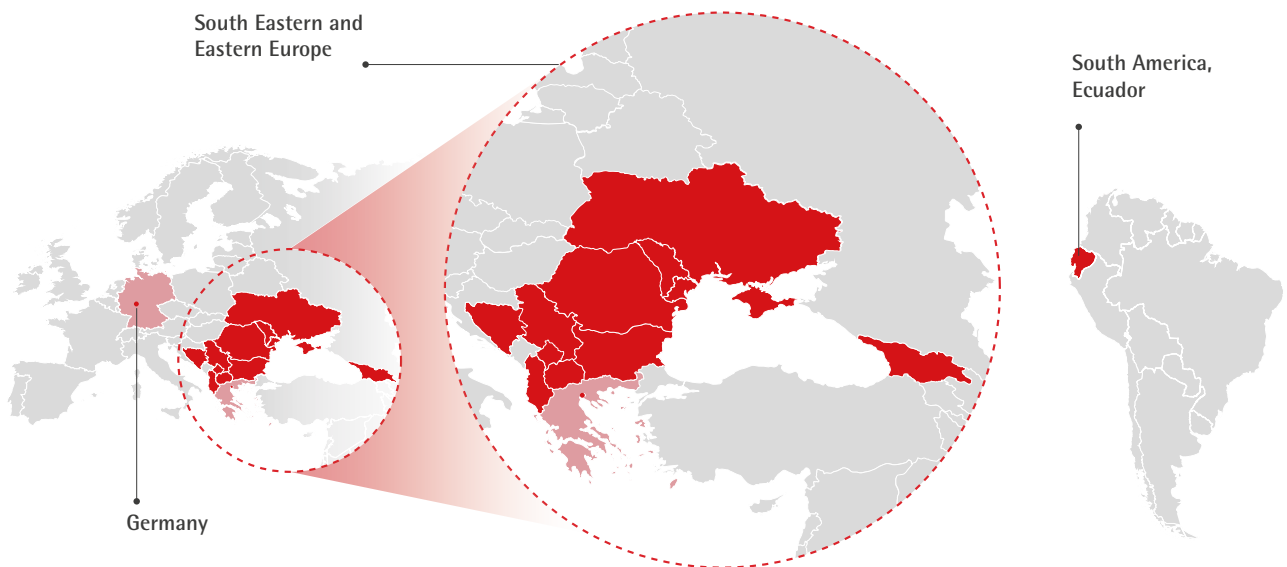 South Eastern and
Eastern Europe
South America,
Ecuador
Germany